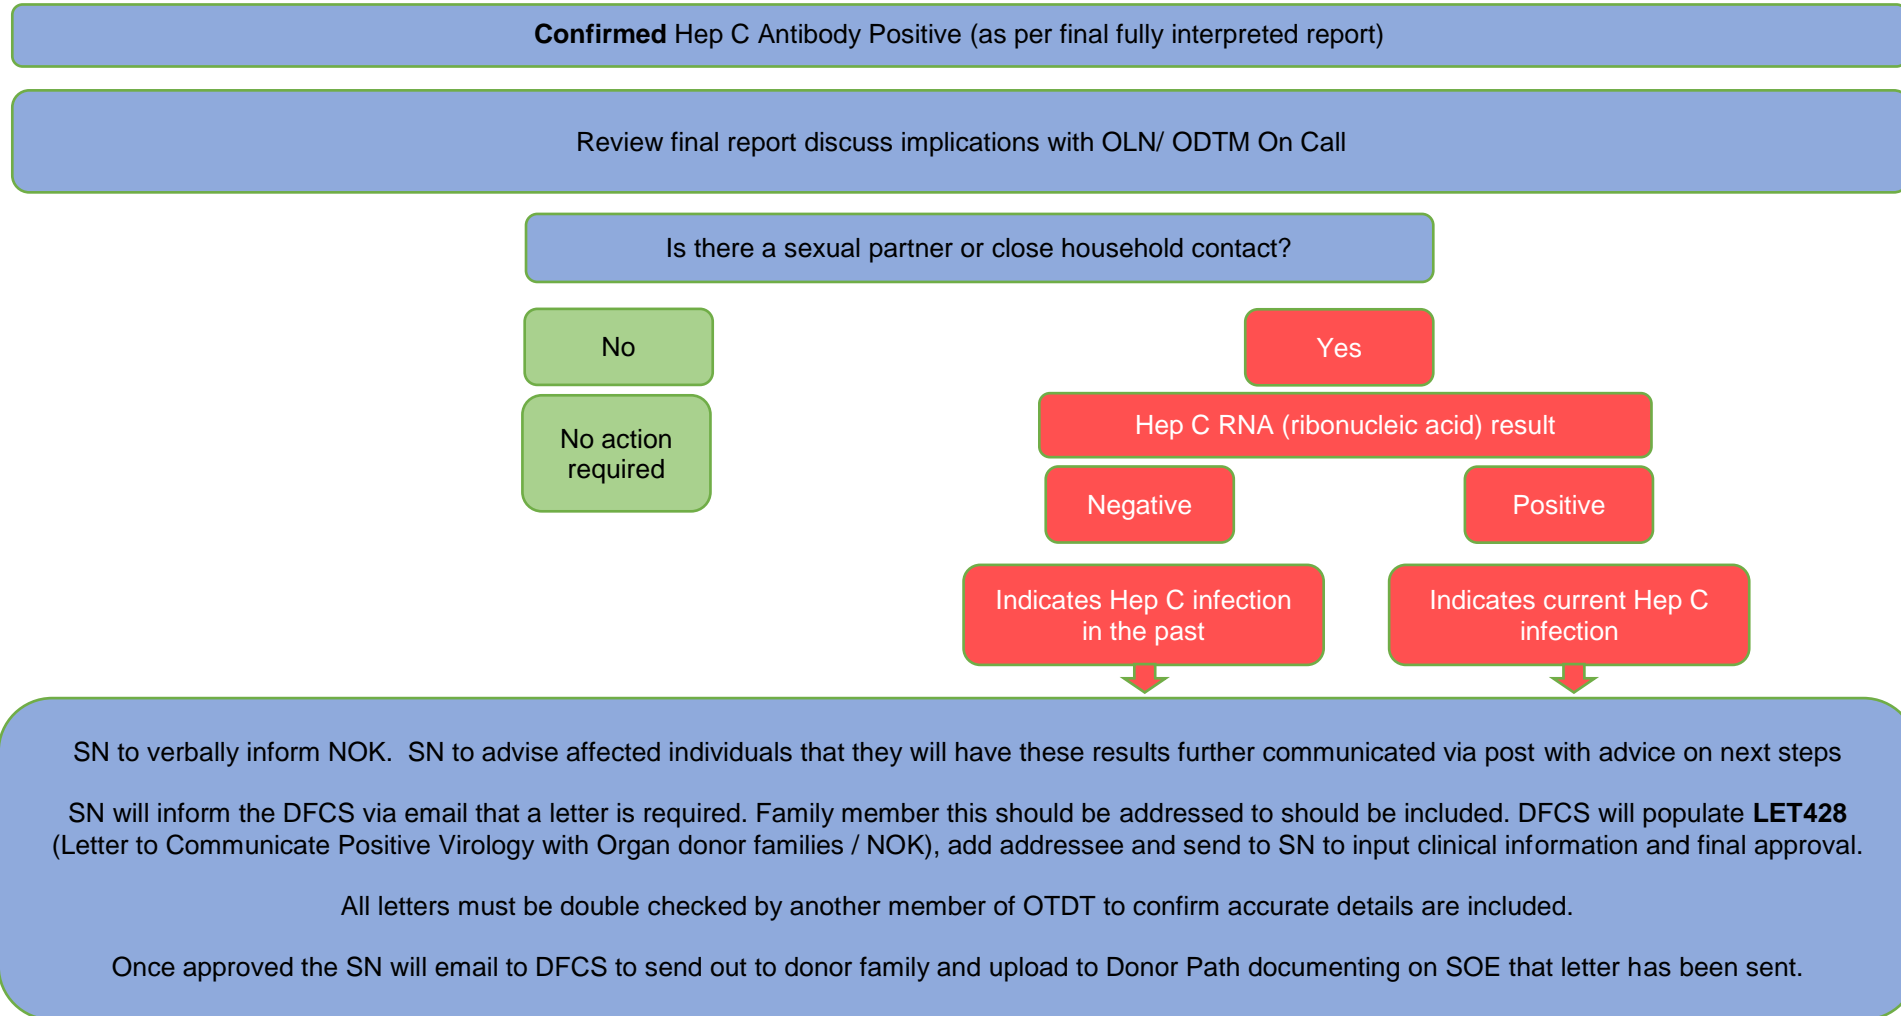 Confirmed Hep C Antibody Positive (as per final fully interpreted report)
Review final report discuss implications with OLN/ ODTM On Call
Is there a sexual partner or close household contact?
No
Yes
No action
required
Hep C RNA (ribonucleic acid) result
Negative
Positive
Indicates Hep C infection
in the past
Indicates current Hep C
infection
SN to verbally inform NOK.  SN to advise affected individuals that they will have these results further communicated via post with advice on next steps
SN will inform the DFCS via email that a letter is required. Family member this should be addressed to should be included. DFCS will populate LET428
(Letter to Communicate Positive Virology with Organ donor families / NOK), add addressee and send to SN to input clinical information and final approval.
All letters must be double checked by another member of OTDT to confirm accurate details are included.
Once approved the SN will email to DFCS to send out to donor family and upload to Donor Path documenting on SOE that letter has been sent.